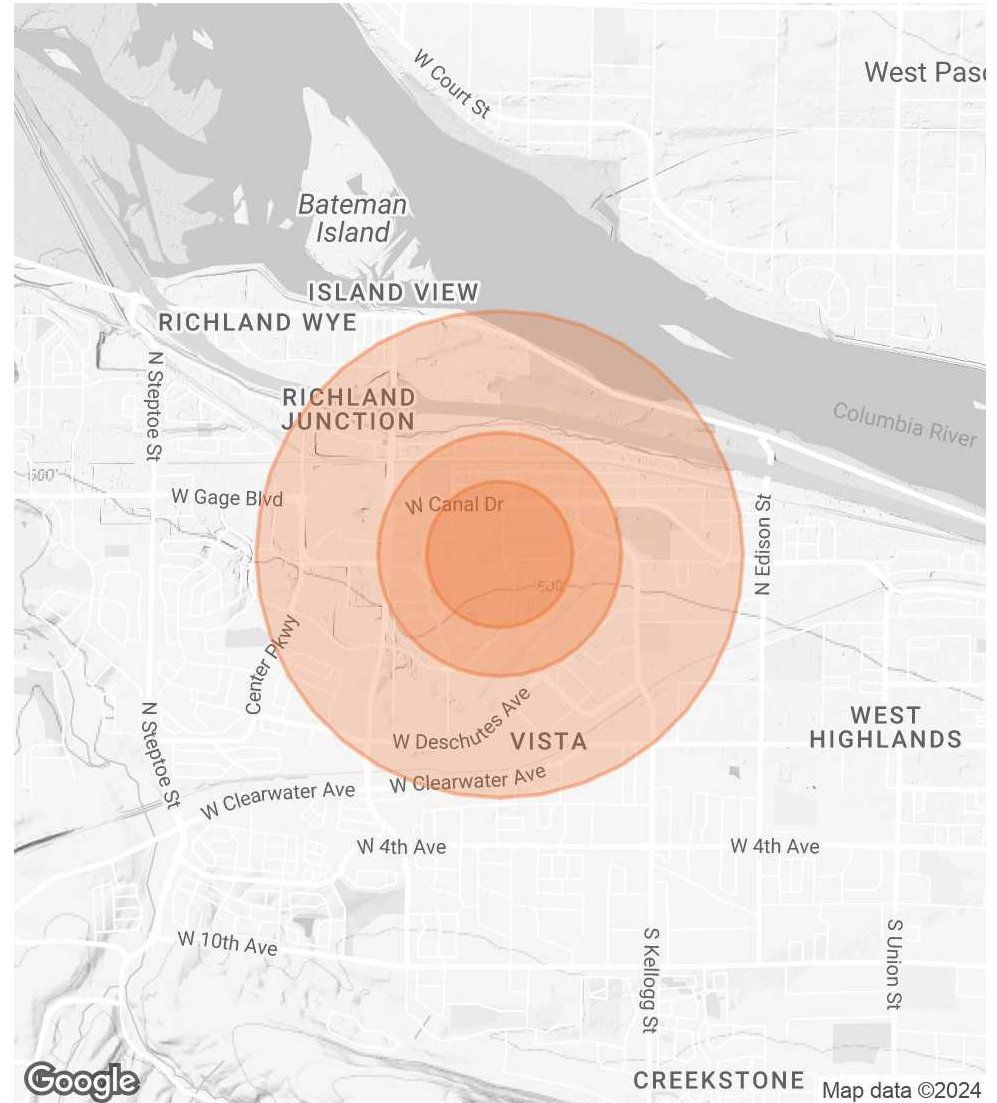 W Court St
West Pasc
Bateman
Island
ISLAND VIEW
RICHLAND WYE
N Steptoe St
RICHLAND
JUNCTION
Columbia River
500'
W Gage Blvd
W Canal Dr
N Edison St
500
Center Pkwy
N Steptoe St
W Deschutes Ave
VISTA
WEST
HIGHLANDS
W Clearwater Ave
W Clearwater Ave
W 4th Ave
W 4th Ave
W 10th Ave
S Kellogg St
S Union St
CREEKSTONE
Google
Map data ©2024